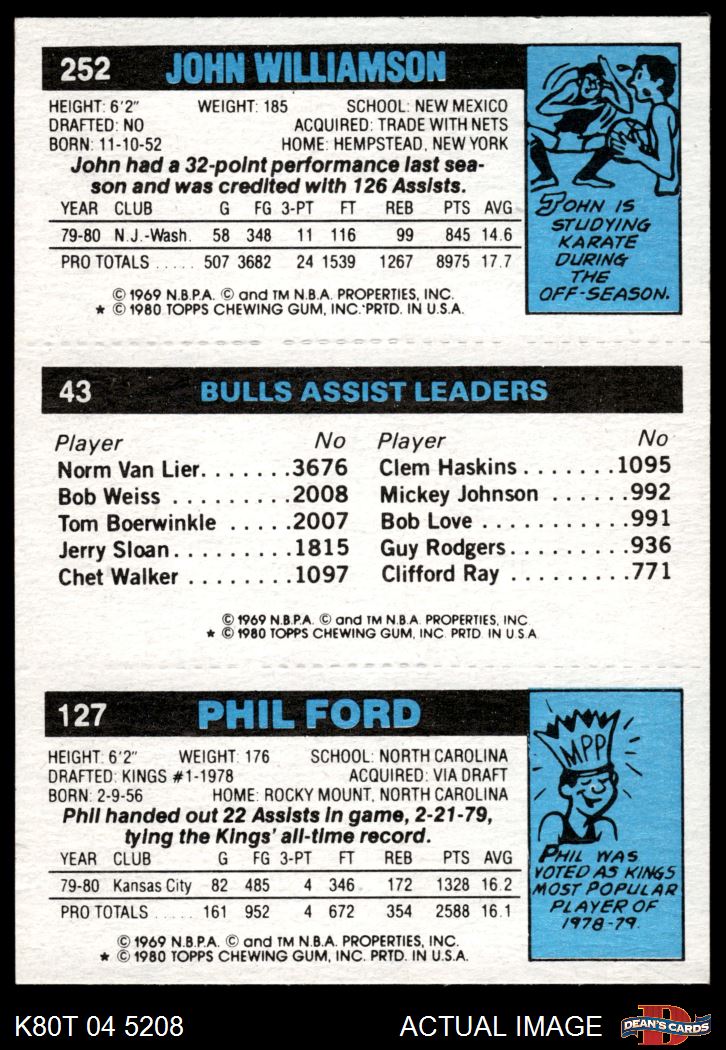 252 JOHN WILLIAMSON
HEIGHT: 6'2" WEIGHT: 185 SCHOOL: NEW MEXICO
DRAFTED: NO ACQUIRED: TRADE WITH NETS
BORN: 11-10-52 HOME: HEMPSTEAD, NEW YORK
John had a 32-point performance last sea-
son and was credited with 126 Assists.
YEAR CLUB G FG 3-PT FT REB PTS AVG
79-80 N.J.-Wash. 58 348 11 116 99 845 14.6
PRO TOTALS ..... 507 3682 24 1539 1267 8975 17.7
© 1969 N.B.P.A. © and TM N.B.A. PROPERTIES, INC.
★ © 1980 TOPPS CHEWING GUM, INC. PRTD. IN U.S.A.
JOHN IS
STUDYING
KARATE
DURING
THE
OFF-SEASON.
43 BULLS ASSIST LEADERS
Player No Player No
Norm Van Lier.......3676 Clem Haskins.......1095
Bob Weiss ........2008 Mickey Johnson .....992
Tom Boerwinkle .....2007 Bob Love ..........991
Jerry Sloan.........1815 Guy Rodgers........936
Chet Walker .......1097 Clifford Ray ........771
© 1969 N.B.P.A. © and TM N.B.A. PROPERTIES, INC.
★ © 1980 TOPPS CHEWING GUM, INC. PRTD. IN U.S.A.
127 PHIL FORD
HEIGHT: 6'2" WEIGHT: 176 SCHOOL: NORTH CAROLINA
DRAFTED: KINGS #1-1978 ACQUIRED: VIA DRAFT
BORN: 2-9-56 HOME: ROCKY MOUNT, NORTH CAROLINA
Phil handed out 22 Assists in game, 2-21-79,
tying the Kings' all-time record.
YEAR CLUB G FG 3-PT FT REB PTS AVG
79-80 Kansas City 82 485 4 346 172 1328 16.2
PRO TOTALS ..... 161 952 4 672 354 2588 16.1
© 1969 N.B.P.A. © and TM N.B.A. PROPERTIES, INC.
★ © 1980 TOPPS CHEWING GUM, INC. PRTD. IN U.S.A.
MPP
PHIL WAS
VOTED AS KINGS
MOST POPULAR
PLAYER OF
1978-79.
K80T 04 5208 ACTUAL IMAGE
D
DEAN'S CARDS